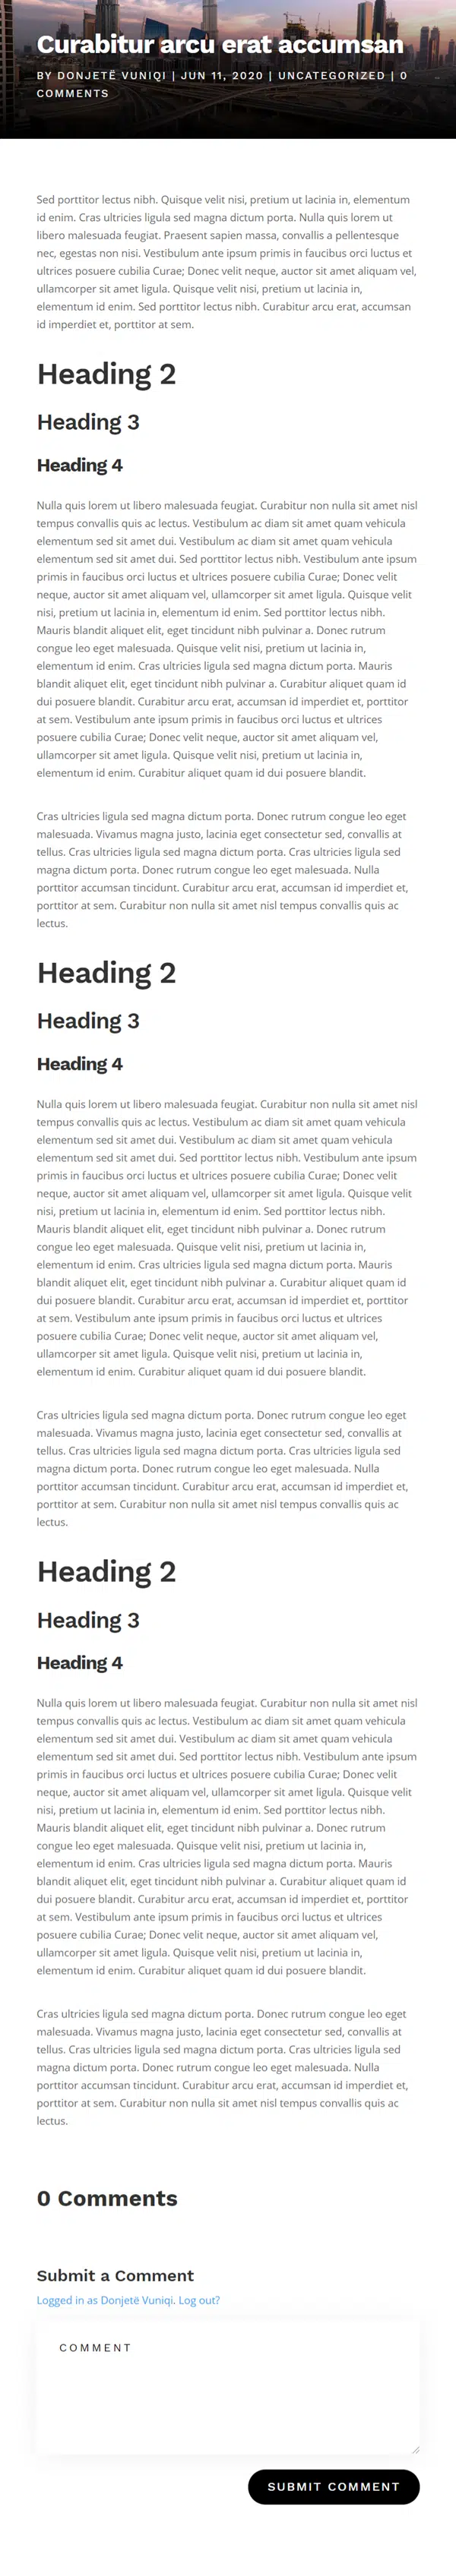 Curabitur arcu erat accumsan
BY DONJETË VUNIQI | JUN 11, 2020 | UNCATEGORIZED | 0
COMMENTS
Sed porttitor lectus nibh. Quisque velit nisi, pretium ut lacinia in, elementum
id enim. Cras ultricies ligula sed magna dictum porta. Nulla quis lorem ut
libero malesuada feugiat. Praesent sapien massa, convallis a pellentesque
nec, egestas non nisi. Vestibulum ante ipsum primis in faucibus orci luctus et
ultrices posuere cubilia Curae; Donec velit neque, auctor sit amet aliquam vel,
ullamcorper sit amet ligula. Quisque velit nisi, pretium ut lacinia in,
elementum id enim. Sed porttitor lectus nibh. Curabitur arcu erat, accumsan
id imperdiet et, porttitor at sem.
Heading 2
Heading 3
Heading 4
Nulla quis lorem ut libero malesuada feugiat. Curabitur non nulla sit amet nisl
tempus convallis quis ac lectus. Vestibulum ac diam sit amet quam vehicula
elementum sed sit amet dui. Vestibulum ac diam sit amet quam vehicula
elementum sed sit amet dui. Sed porttitor lectus nibh. Vestibulum ante ipsum
primis in faucibus orci luctus et ultrices posuere cubilia Curae; Donec velit
neque, auctor sit amet aliquam vel, ullamcorper sit amet ligula. Quisque velit
nisi, pretium ut lacinia in, elementum id enim. Sed porttitor lectus nibh.
Mauris blandit aliquet elit, eget tincidunt nibh pulvinar a. Donec rutrum
congue leo eget malesuada. Quisque velit nisi, pretium ut lacinia in,
elementum id enim. Cras ultricies ligula sed magna dictum porta. Mauris
blandit aliquet elit, eget tincidunt nibh pulvinar a. Curabitur aliquet quam id
dui posuere blandit. Curabitur arcu erat, accumsan id imperdiet et, porttitor
at sem. Vestibulum ante ipsum primis in faucibus orci luctus et ultrices
posuere cubilia Curae; Donec velit neque, auctor sit amet aliquam vel,
ullamcorper sit amet ligula. Quisque velit nisi, pretium ut lacinia in,
elementum id enim. Curabitur aliquet quam id dui posuere blandit.
Cras ultricies ligula sed magna dictum porta. Donec rutrum congue leo eget
malesuada. Vivamus magna justo, lacinia eget consectetur sed, convallis at
tellus. Cras ultricies ligula sed magna dictum porta. Cras ultricies ligula sed
magna dictum porta. Donec rutrum congue leo eget malesuada. Nulla
porttitor accumsan tincidunt. Curabitur arcu erat, accumsan id imperdiet et,
porttitor at sem. Curabitur non nulla sit amet nisl tempus convallis quis ac
lectus.
Heading 2
Heading 3
Heading 4
Nulla quis lorem ut libero malesuada feugiat. Curabitur non nulla sit amet nisl
tempus convallis quis ac lectus. Vestibulum ac diam sit amet quam vehicula
elementum sed sit amet dui. Vestibulum ac diam sit amet quam vehicula
elementum sed sit amet dui. Sed porttitor lectus nibh. Vestibulum ante ipsum
primis in faucibus orci luctus et ultrices posuere cubilia Curae; Donec velit
neque, auctor sit amet aliquam vel, ullamcorper sit amet ligula. Quisque velit
nisi, pretium ut lacinia in, elementum id enim. Sed porttitor lectus nibh.
Mauris blandit aliquet elit, eget tincidunt nibh pulvinar a. Donec rutrum
congue leo eget malesuada. Quisque velit nisi, pretium ut lacinia in,
elementum id enim. Cras ultricies ligula sed magna dictum porta. Mauris
blandit aliquet elit, eget tincidunt nibh pulvinar a. Curabitur aliquet quam id
dui posuere blandit. Curabitur arcu erat, accumsan id imperdiet et, porttitor
at sem. Vestibulum ante ipsum primis in faucibus orci luctus et ultrices
posuere cubilia Curae; Donec velit neque, auctor sit amet aliquam vel,
ullamcorper sit amet ligula. Quisque velit nisi, pretium ut lacinia in,
elementum id enim. Curabitur aliquet quam id dui posuere blandit.
Cras ultricies ligula sed magna dictum porta. Donec rutrum congue leo eget
malesuada. Vivamus magna justo, lacinia eget consectetur sed, convallis at
tellus. Cras ultricies ligula sed magna dictum porta. Cras ultricies ligula sed
magna dictum porta. Donec rutrum congue leo eget malesuada. Nulla
porttitor accumsan tincidunt. Curabitur arcu erat, accumsan id imperdiet et,
porttitor at sem. Curabitur non nulla sit amet nisl tempus convallis quis ac
lectus.
Heading 2
Heading 3
Heading 4
Nulla quis lorem ut libero malesuada feugiat. Curabitur non nulla sit amet nisl
tempus convallis quis ac lectus. Vestibulum ac diam sit amet quam vehicula
elementum sed sit amet dui. Vestibulum ac diam sit amet quam vehicula
elementum sed sit amet dui. Sed porttitor lectus nibh. Vestibulum ante ipsum
primis in faucibus orci luctus et ultrices posuere cubilia Curae; Donec velit
neque, auctor sit amet aliquam vel, ullamcorper sit amet ligula. Quisque velit
nisi, pretium ut lacinia in, elementum id enim. Sed porttitor lectus nibh.
Mauris blandit aliquet elit, eget tincidunt nibh pulvinar a. Donec rutrum
congue leo eget malesuada. Quisque velit nisi, pretium ut lacinia in,
elementum id enim. Cras ultricies ligula sed magna dictum porta. Mauris
blandit aliquet elit, eget tincidunt nibh pulvinar a. Curabitur aliquet quam id
dui posuere blandit. Curabitur arcu erat, accumsan id imperdiet et, porttitor
at sem. Vestibulum ante ipsum primis in faucibus orci luctus et ultrices
posuere cubilia Curae; Donec velit neque, auctor sit amet aliquam vel,
ullamcorper sit amet ligula. Quisque velit nisi, pretium ut lacinia in,
elementum id enim. Curabitur aliquet quam id dui posuere blandit.
Cras ultricies ligula sed magna dictum porta. Donec rutrum congue leo eget
malesuada. Vivamus magna justo, lacinia eget consectetur sed, convallis at
tellus. Cras ultricies ligula sed magna dictum porta. Cras ultricies ligula sed
magna dictum porta. Donec rutrum congue leo eget malesuada. Nulla
porttitor accumsan tincidunt. Curabitur arcu erat, accumsan id imperdiet et,
porttitor at sem. Curabitur non nulla sit amet nisl tempus convallis quis ac
lectus.
0 Comments
Submit a Comment
Logged in as Donjetë Vuniqi. Log out?
COMMENT
SUBMIT COMMENT